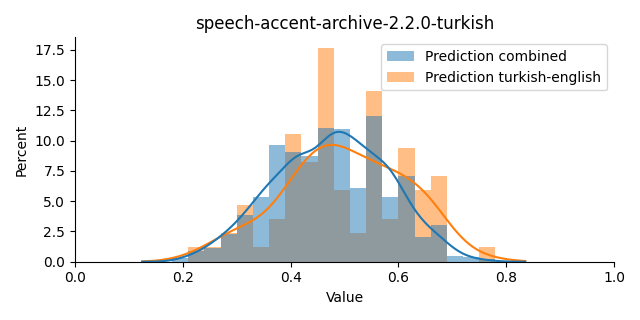 speech-accent-archive-2.2.0-turkish
Prediction combined
Prediction turkish-english
Percent
17.5
15.0
12.5
10.0
7.5
5.0
2.5
0.0
0.0 0.2 0.4 0.6 0.8 1.0
Value